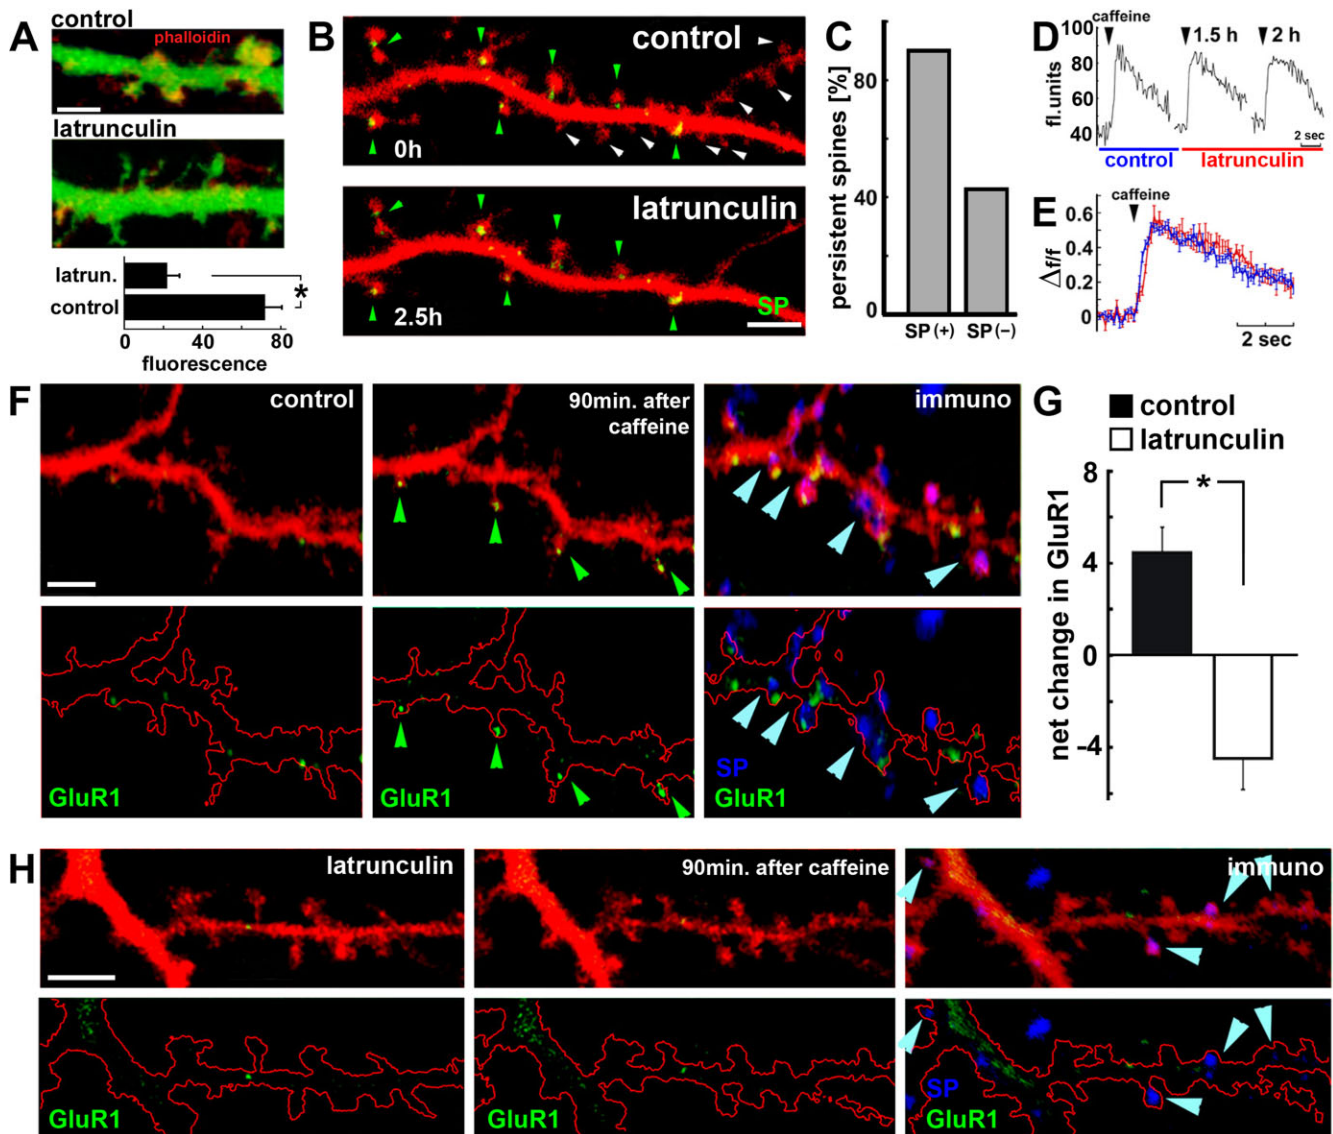 A
control
phalloidin
latrunculin
latrun.
control
*
0
40
80
fluorescence
B
control
0h
latrunculin
2.5h
SP
C
persistent spines [%]
80
40
0
SP (+)
SP (−)
D
caffeine
1.5 h
2 h
fl.units
100
80
60
40
2 sec
control
latrunculin
E
caffeine
Δf/f
0.6
0.4
0.2
0
2 sec
F
control
90min. after
caffeine
immuno
GluR1
GluR1
SP
GluR1
G
control
latrunculin
net change in GluR1
8
4
0
-4
*
H
latrunculin
90min. after caffeine
immuno
GluR1
GluR1
SP
GluR1